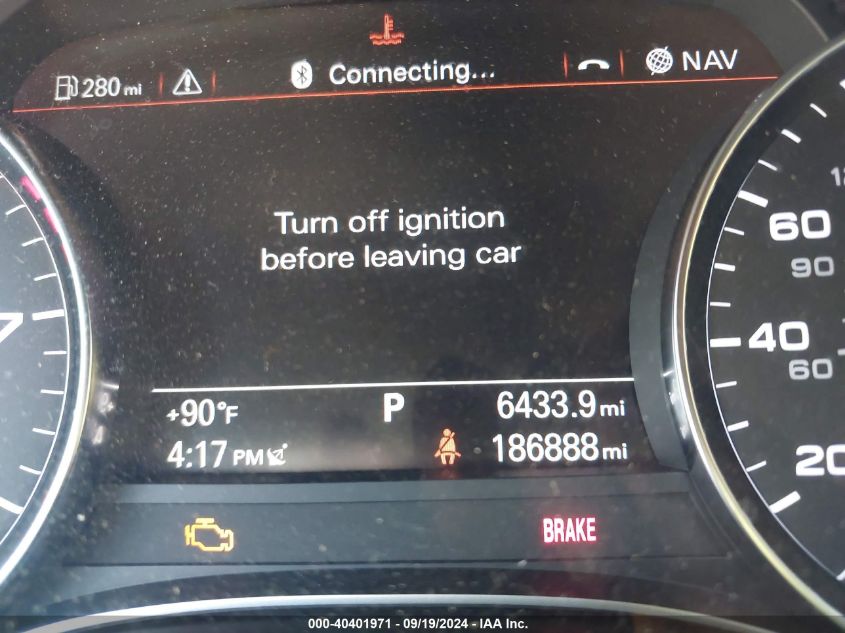 280 mi
Connecting...
NAV
Turn off ignition
before leaving car
+90°F
P
6433.9 mi
4:17 PM
186888 mi
BRAKE
7
60
90
40
60
20
000-40401971 - 09/19/2024 - IAA Inc.